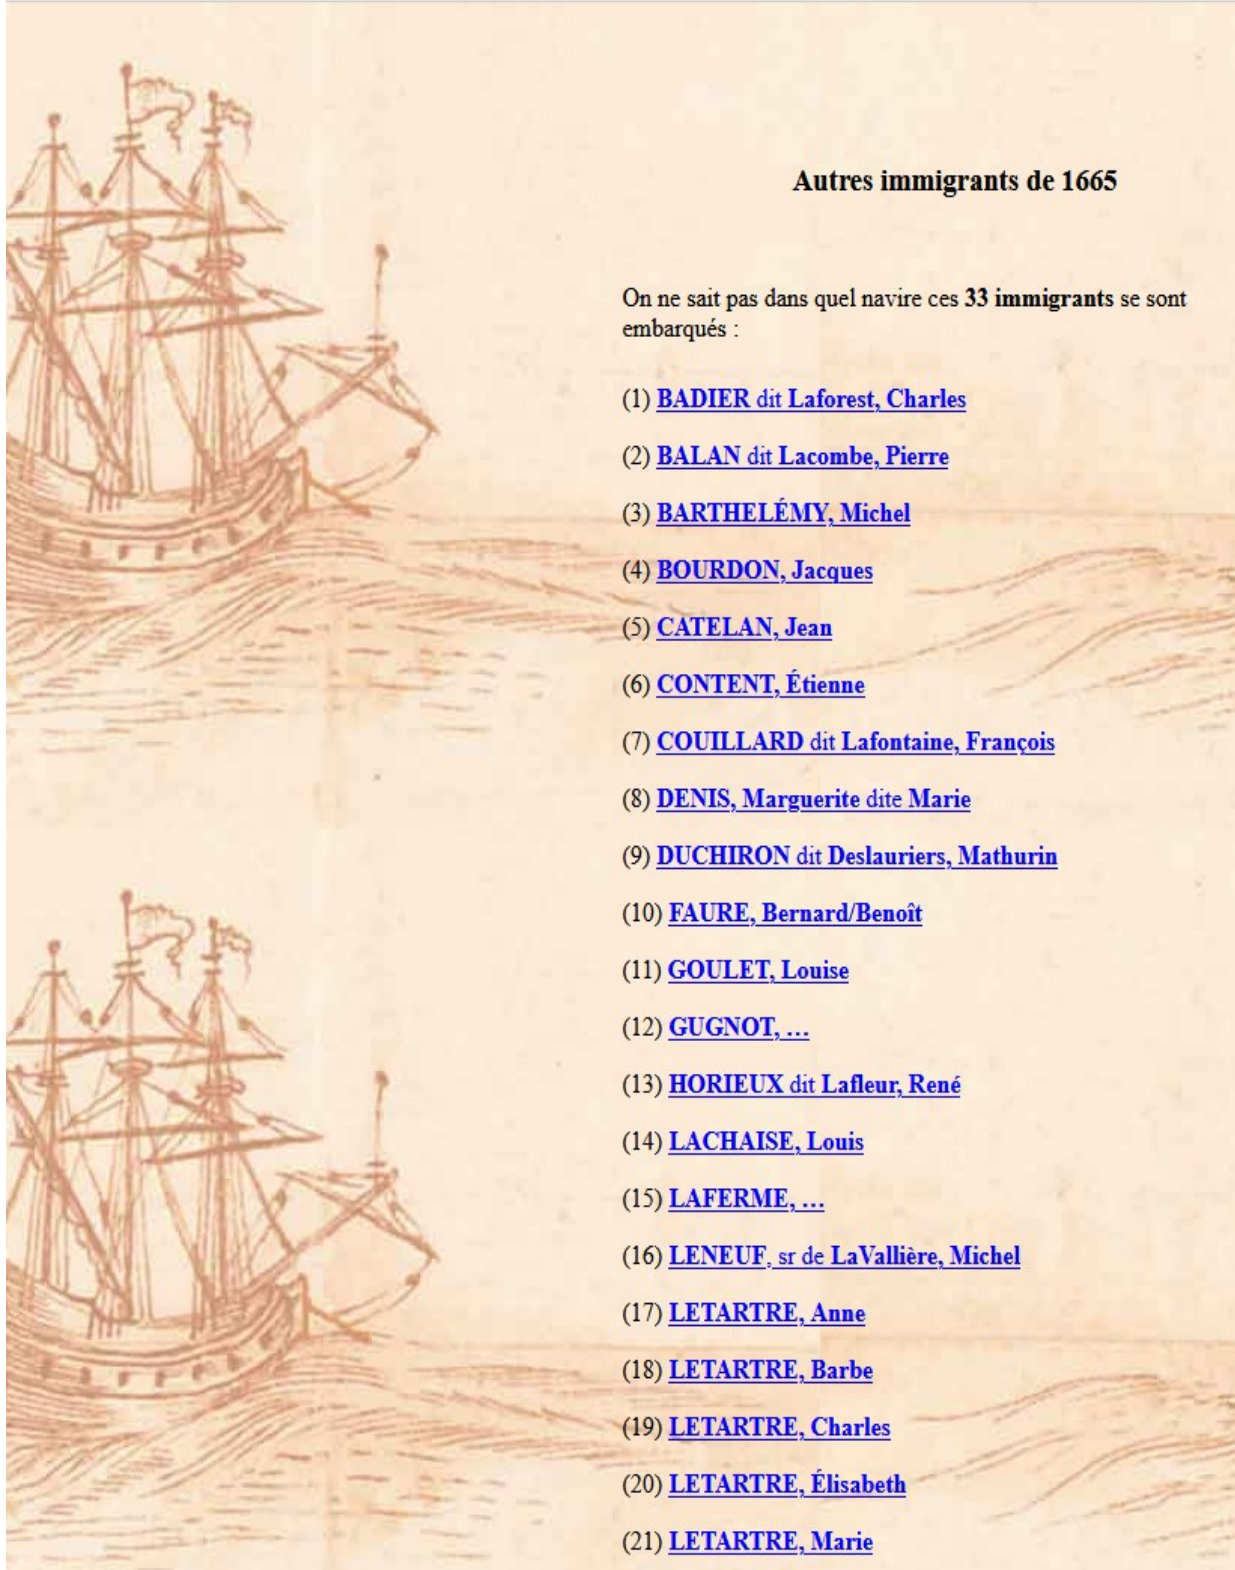 Autres immigrants de 1665
On ne sait pas dans quel navire ces 33 immigrants se sont
embarqués :
(1) BADIER dit Laforest, Charles
(2) BALAN dit Lacombe, Pierre
(3) BARTHELÉMY, Michel
(4) BOURDON, Jacques
(5) CATELAN, Jean
(6) CONTENT, Étienne
(7) COUILLARD dit Lafontaine, François
(8) DENIS, Marguerite dite Marie
(9) DUCHIRON dit Deslauriers, Mathurin
(10) FAURE, Bernard/Benoît
(11) GOULET, Louise
(12) GUGNOT, …
(13) HORIEUX dit Lafleur, René
(14) LACHAISE, Louis
(15) LAFERME, …
(16) LENEUF, sr de LaVallière, Michel
(17) LETARTRE, Anne
(18) LETARTRE, Barbe
(19) LETARTRE, Charles
(20) LETARTRE, Élisabeth
(21) LETARTRE, Marie